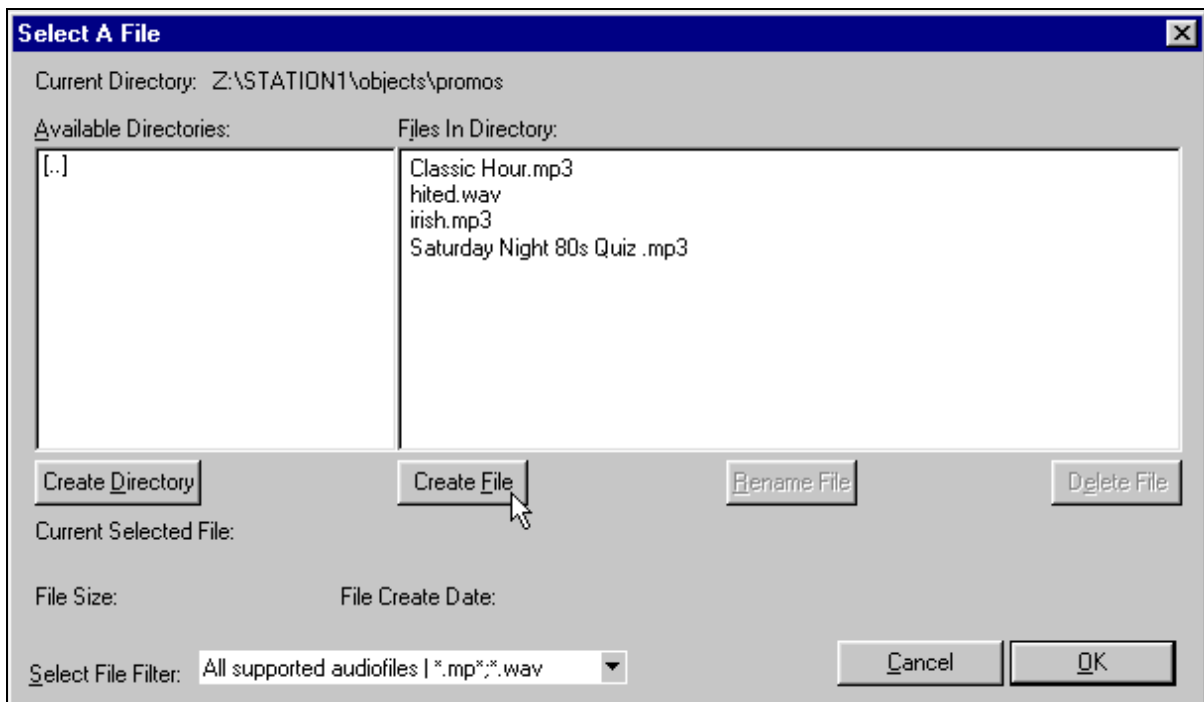 Select A File
Current Directory: Z:\STATION1\objects\promos
Available Directories:
Files In Directory:
[..]
Classic Hour.mp3
hited.wav
irish.mp3
Saturday Night 80s Quiz .mp3
Create Directory
Create File
Rename File
Delete File
Current Selected File:
File Size:
File Create Date:
Select File Filter:
All supported audiofiles | *.mp*;*.wav
Cancel
OK